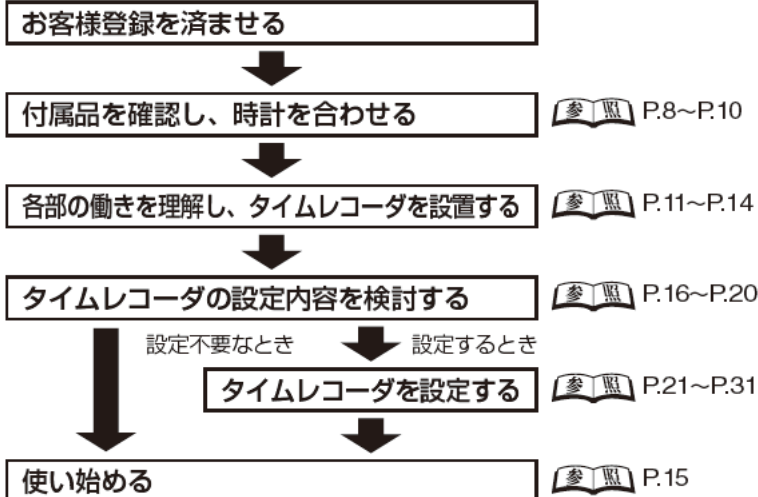 お客様登録を済ませる
付属品を確認し、時計を合わせる 参照 P.8~P.10
各部の働きを理解し、タイムレコーダを設置する 参照 P.11~P.14
タイムレコーダの設定内容を検討する 参照 P.16~P.20
設定不要なとき 設定するとき
タイムレコーダを設定する 参照 P.21~P.31
使い始める 参照 P.15